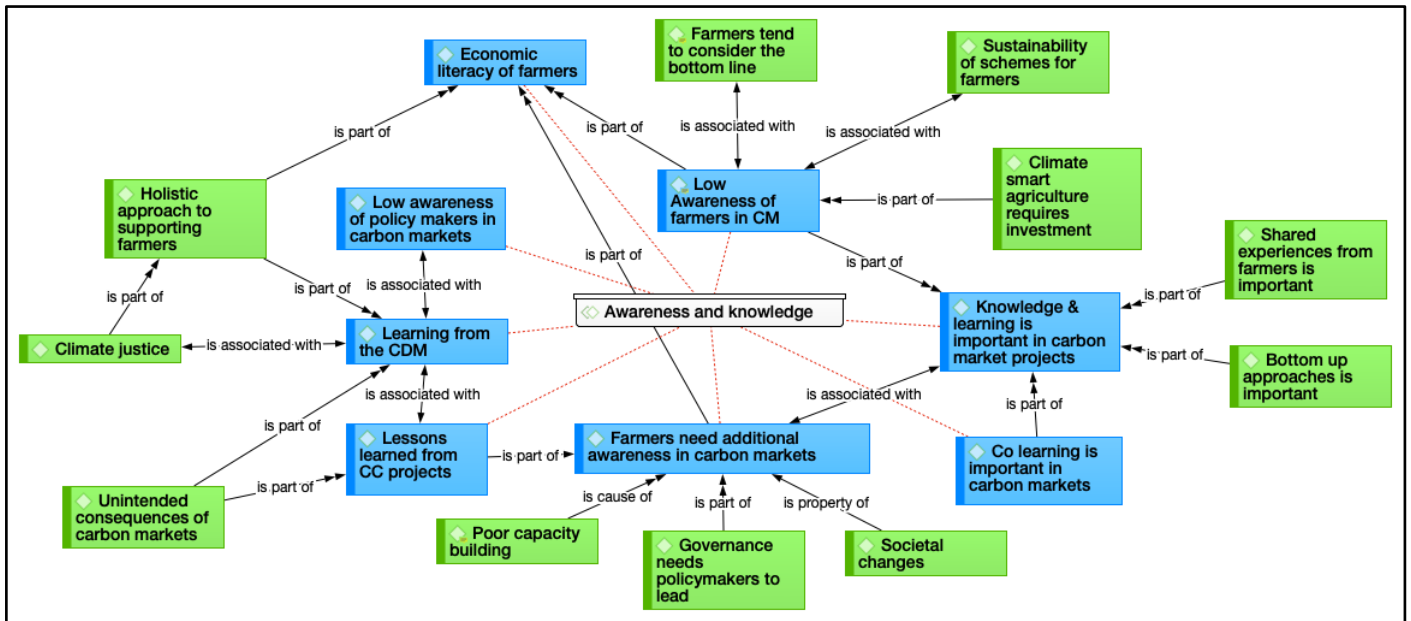 Economic
literacy of farmers
Farmers tend
to consider the
bottom line
Sustainability
of schemes for
farmers
is part of
is part of
is associated with
is associated with
Holistic
approach to
supporting
farmers
Low awareness
of policy makers in
carbon markets
Low
Awareness of
farmers in CM
is part of
Climate
smart
agriculture
requires
investment
is part of
is part of
is associated with
is part of
is part of
Shared
experiences from
farmers is
important
is part of
Awareness and knowledge
Climate justice
is associated with
Learning from
the CDM
Knowledge &
learning is
important in carbon
market projects
is part of
Bottom up
approaches is
important
is associated with
is associated with
is part of
is part of
Lessons
learned from
CC projects
is part of
Farmers need additional
awareness in carbon markets
Co learning is
important in
carbon markets
is part of
Unintended
consequences of
carbon markets
is cause of
is part of
is property of
Poor capacity
building
Governance
needs
policymakers to
lead
Societal
changes